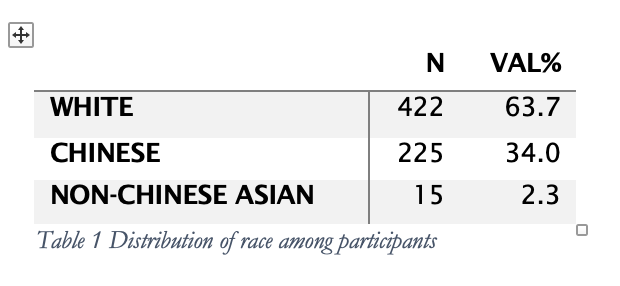 N VAL%
WHITE 422 63.7
CHINESE 225 34.0
NON-CHINESE ASIAN 15 2.3
Table 1 Distribution of race among participants